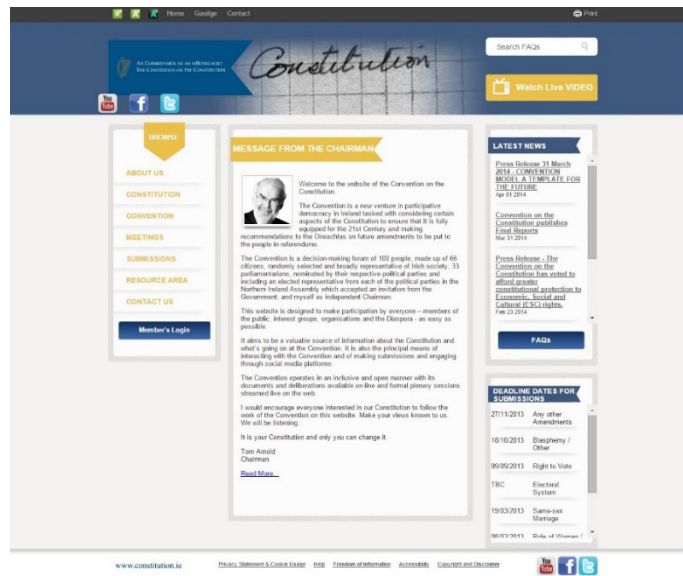 A A A Home Gaeilge Contact
Print
AN COINBHINSIÚN AR AN MBUNREACHT
THE CONVENTION ON THE CONSTITUTION
Constitution
Search FAQs
Watch Live VIDEO
You Tube f
BROWSE
ABOUT US
CONSTITUTION
CONVENTION
MEETINGS
SUBMISSIONS
RESOURCE AREA
CONTACT US
Member's Login
MESSAGE FROM THE CHAIRMAN
Welcome to the website of the Convention on the
Constitution.
The Convention is a new venture in participative
democracy in Ireland tasked with considering certain
aspects of the Constitution to ensure that it is fully
equipped for the 21st Century and making
recommendations to the Oireachtas on future amendments to be put to
the people in referendums.
The Convention is a decision-making forum of 100 people, made up of 66
citizens, randomly selected and broadly representative of Irish society; 33
parliamentarians, nominated by their respective political parties and
including an elected representative from each of the political parties in the
Northern Ireland Assembly which accepted an invitation from the
Government; and myself as independent Chairman.
This website is designed to make participation by everyone – members of
the public, interest groups, organisations and the Diaspora - as easy as
possible.
It aims to be a valuable source of information about the Constitution and
what's going on at the Convention. It is also the principal means of
interacting with the Convention and of making submissions and engaging
through social media platforms.
The Convention operates in an inclusive and open manner with its
documents and deliberations available on-line and formal plenary sessions
streamed live on the web.
I would encourage everyone interested in our Constitution to follow
the work of the Convention on this website. Make your views known to us.
We will be listening.
It is your Constitution and only you can change it.
Tom Arnold
Chairman
Read More...
LATEST NEWS
Press Release 31 March
2014 - CONVENTION
MODEL A TEMPLATE FOR
THE FUTURE
Apr 01 2014
Convention on the
Constitution publishes
Final Reports
Mar 31 2014
Press Release - The
Convention on the
Constitution has voted to
afford greater
constitutional protection to
Economic, Social and
Cultural (ESC) rights.
Feb 23 2014
FAQs
DEADLINE DATES FOR
SUBMISSIONS
27/11/2013 Any other
Amendments
18/10/2013 Blasphemy /
Other
09/09/2013 Right to Vote
TBC Electoral
System
19/03/2013 Same-sex
Marriage
Role of Women /
www.constitution.ie Privacy Statement & Cookie Usage Help Freedom of Information Accessibility Copyright and Disclaimer You Tube f